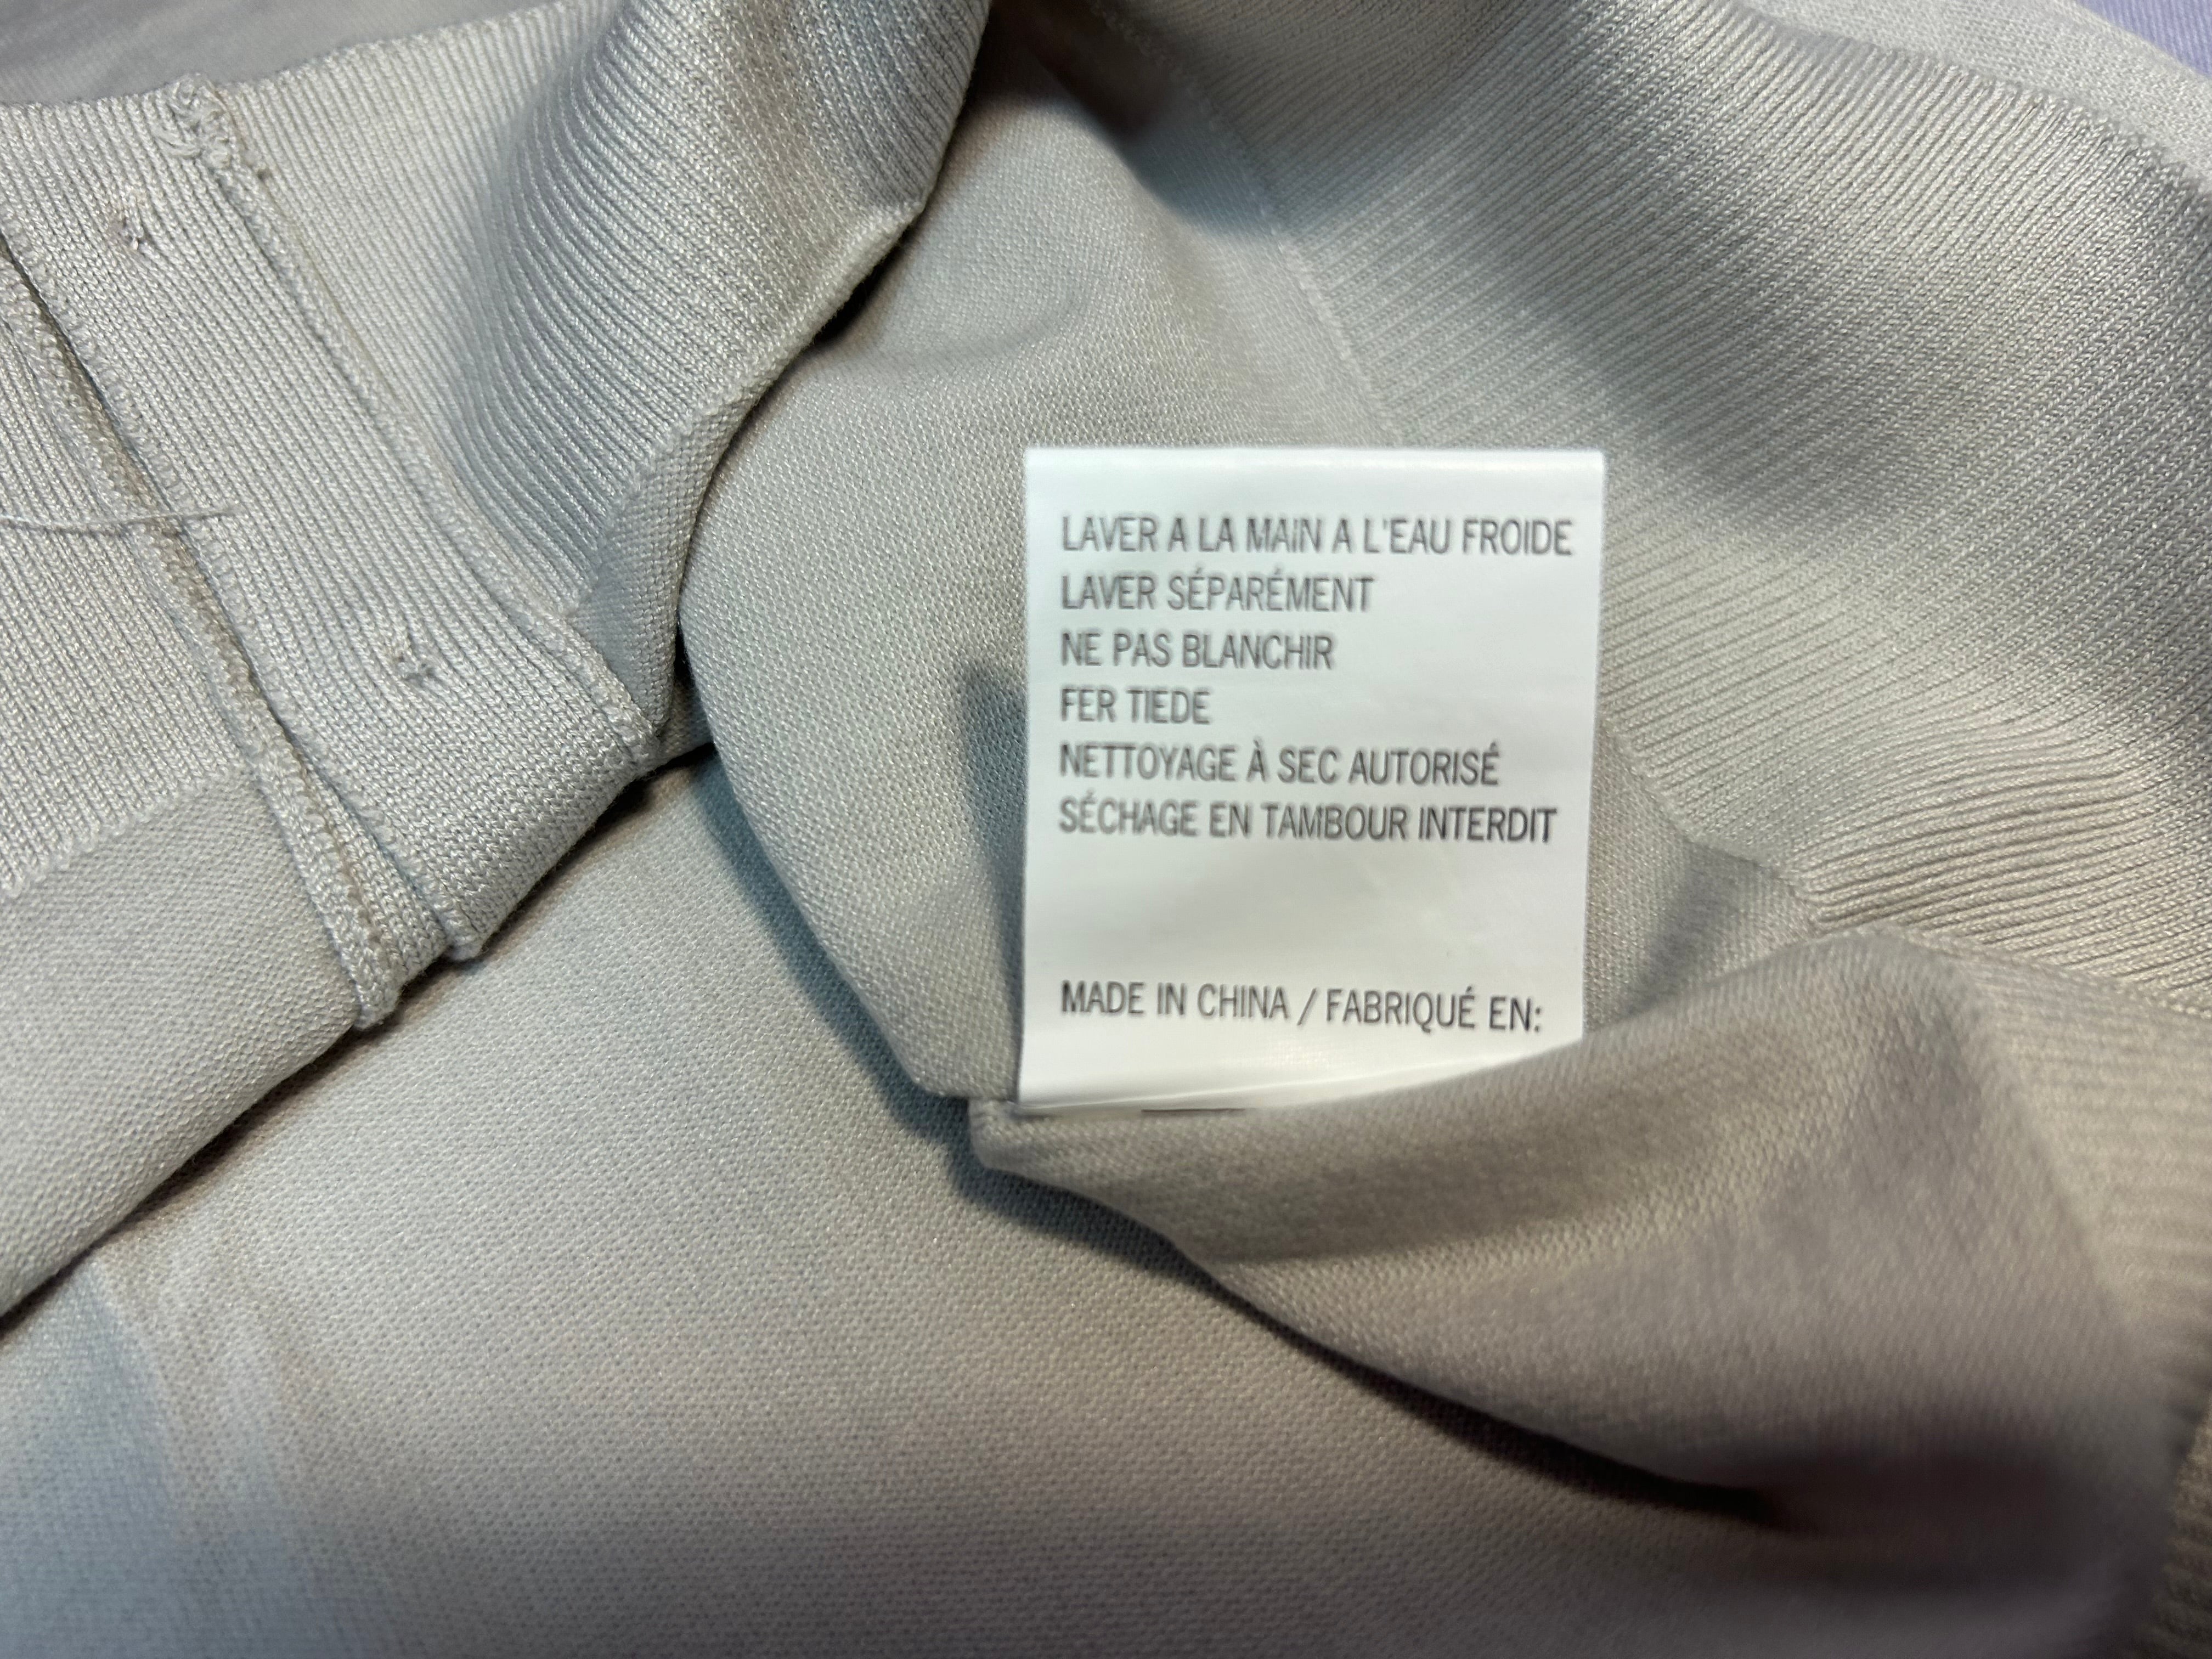 LAVER A LA MAIN A L'EAU FROIDE
LAVER SÉPARÉMENT
NE PAS BLANCHIR
FER TIEDE
NETTOYAGE À SEC AUTORISÉ
SÉCHAGE EN TAMBOUR INTERDIT
MADE IN CHINA / FABRIQUÉ EN: